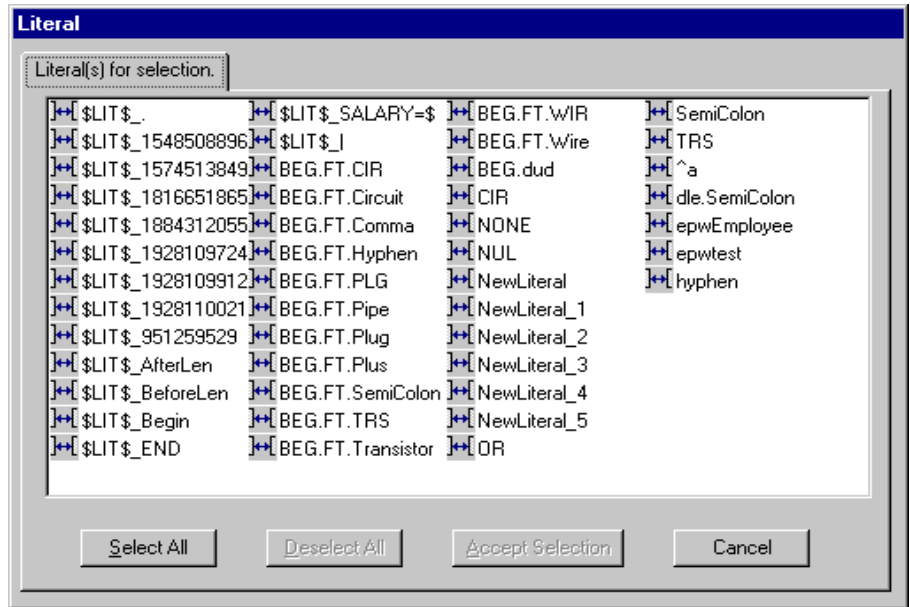 Literal
Literal(s) for selection.
$LIT$_.
$LIT$_1548508896
$LIT$_1574513849
$LIT$_1816651865
$LIT$_1884312055
$LIT$_1928109724
$LIT$_1928109912
$LIT$_1928110021
$LIT$_951259529
$LIT$_AfterLen
$LIT$_BeforeLen
$LIT$_Begin
$LIT$_END
$LIT$_SALARY=$
$LIT$_|
BEG.FT.CIR
BEG.FT.Circuit
BEG.FT.Comma
BEG.FT.Hyphen
BEG.FT.PLG
BEG.FT.Pipe
BEG.FT.Plug
BEG.FT.Plus
BEG.FT.SemiColon
BEG.FT.TRS
BEG.FT.Transistor
BEG.FT.WIR
BEG.FT.Wire
BEG.dud
CIR
NONE
NUL
NewLiteral
NewLiteral_1
NewLiteral_2
NewLiteral_3
NewLiteral_4
NewLiteral_5
OR
SemiColon
TRS
^a
dle.SemiColon
epwEmployee
epwtest
hyphen
Select All
Deselect All
Accept Selection
Cancel